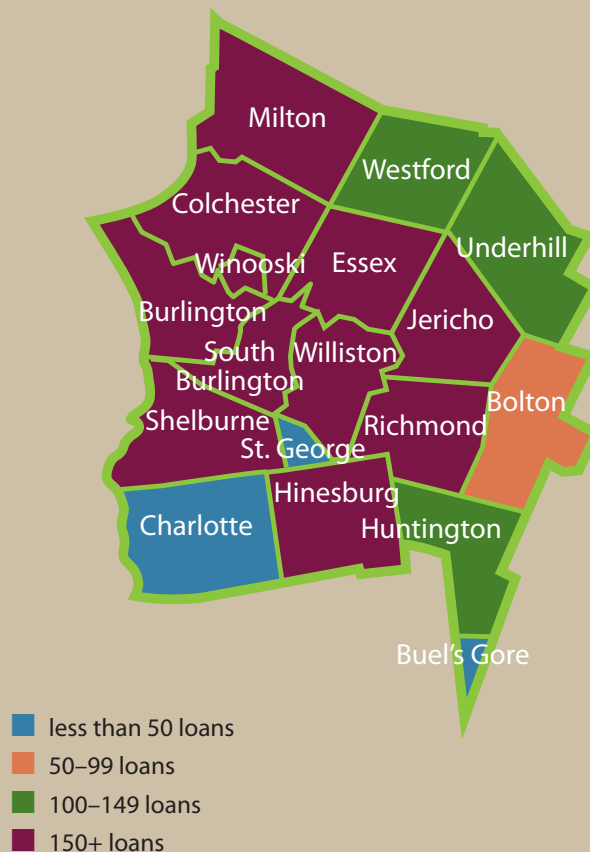 Milton
Westford
Colchester
Underhill
Winooski
Essex
Burlington
Jericho
South
Burlington
Williston
Bolton
Shelburne
Richmond
St. George
Hinesburg
Charlotte
Huntington
Buel's Gore
less than 50 loans
50–99 loans
100–149 loans
150+ loans